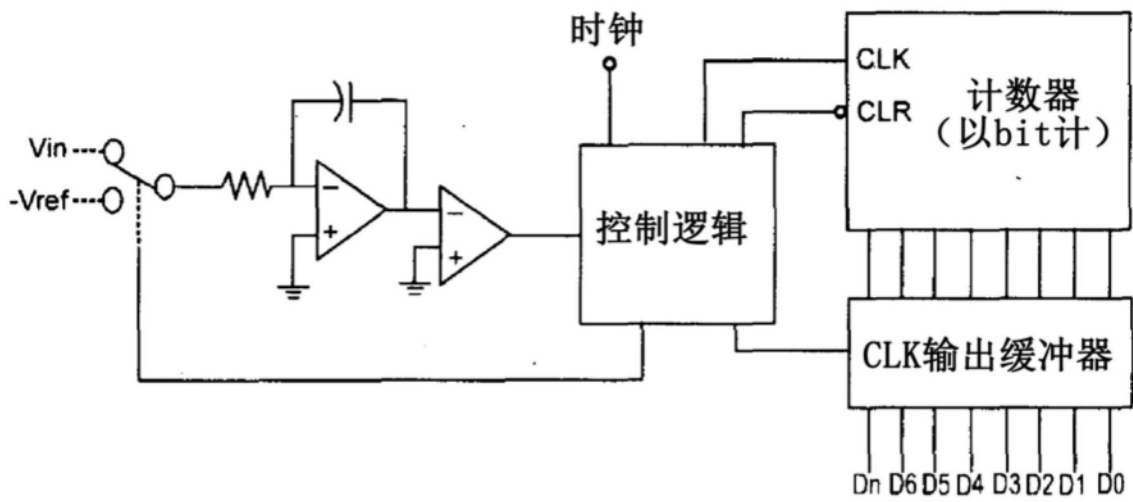 时钟
CLK
CLR
计数器
（以bit计）
Vin
-Vref
−
+
−
+
控制逻辑
CLK输出缓冲器
Dn D6 D5 D4 D3 D2 D1 D0